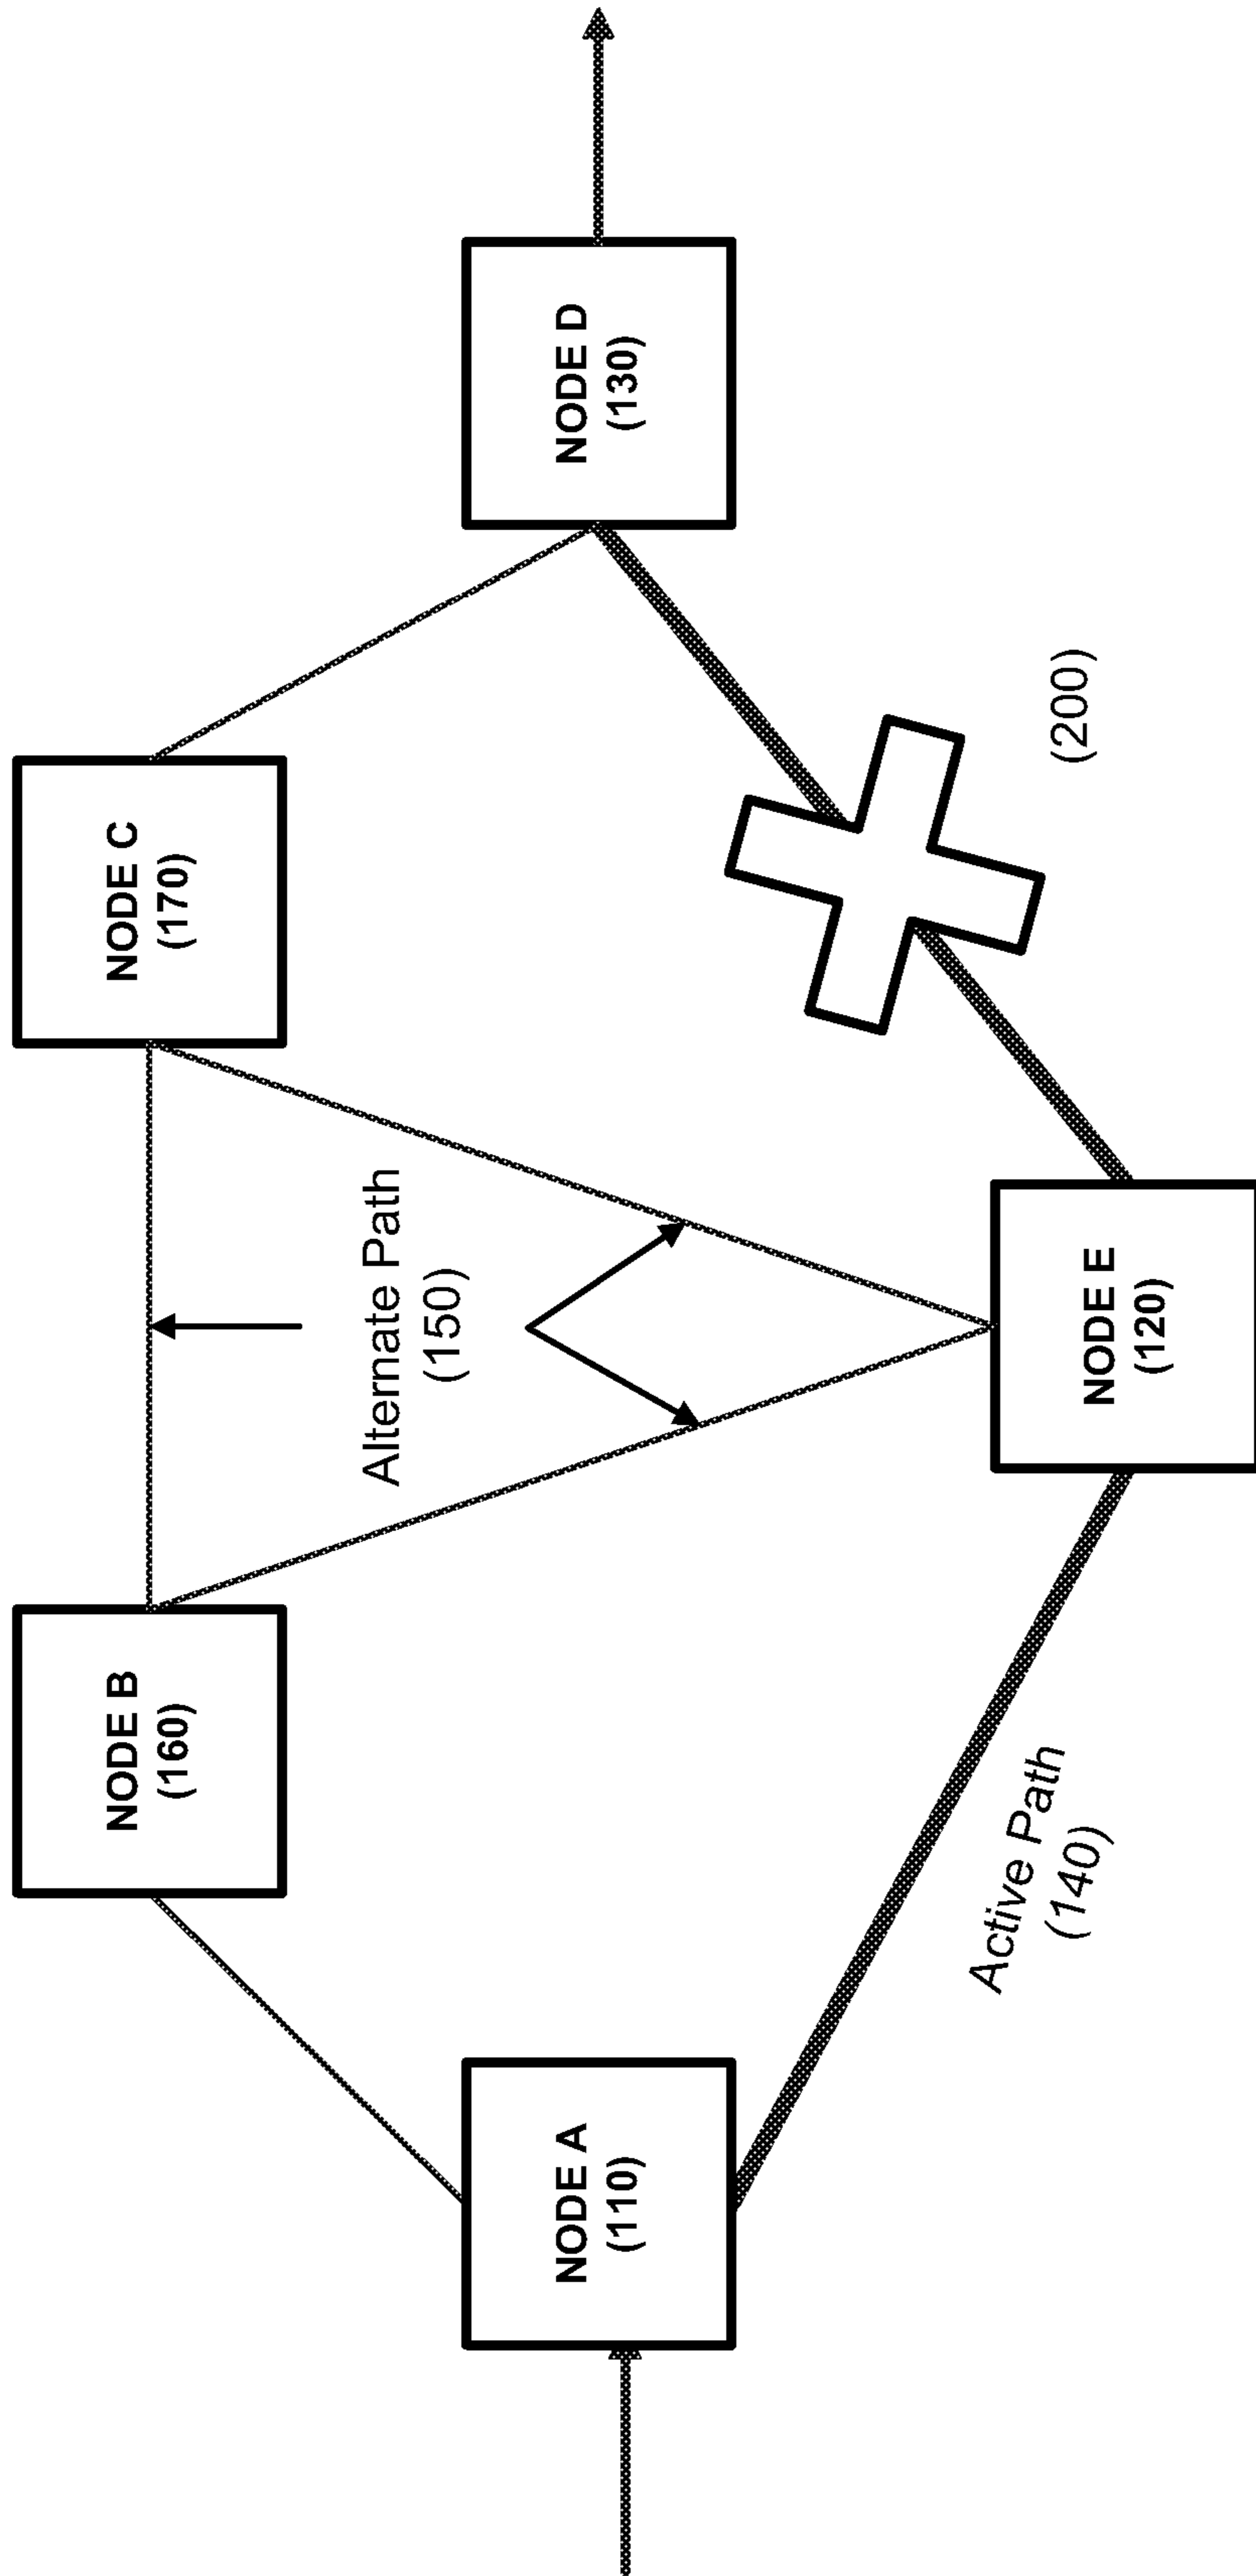 NODE B
(160)
NODE C
(170)
Alternate Path
(150)
NODE A
(110)
NODE D
(130)
Active Path
(140)
NODE E
(120)
(200)